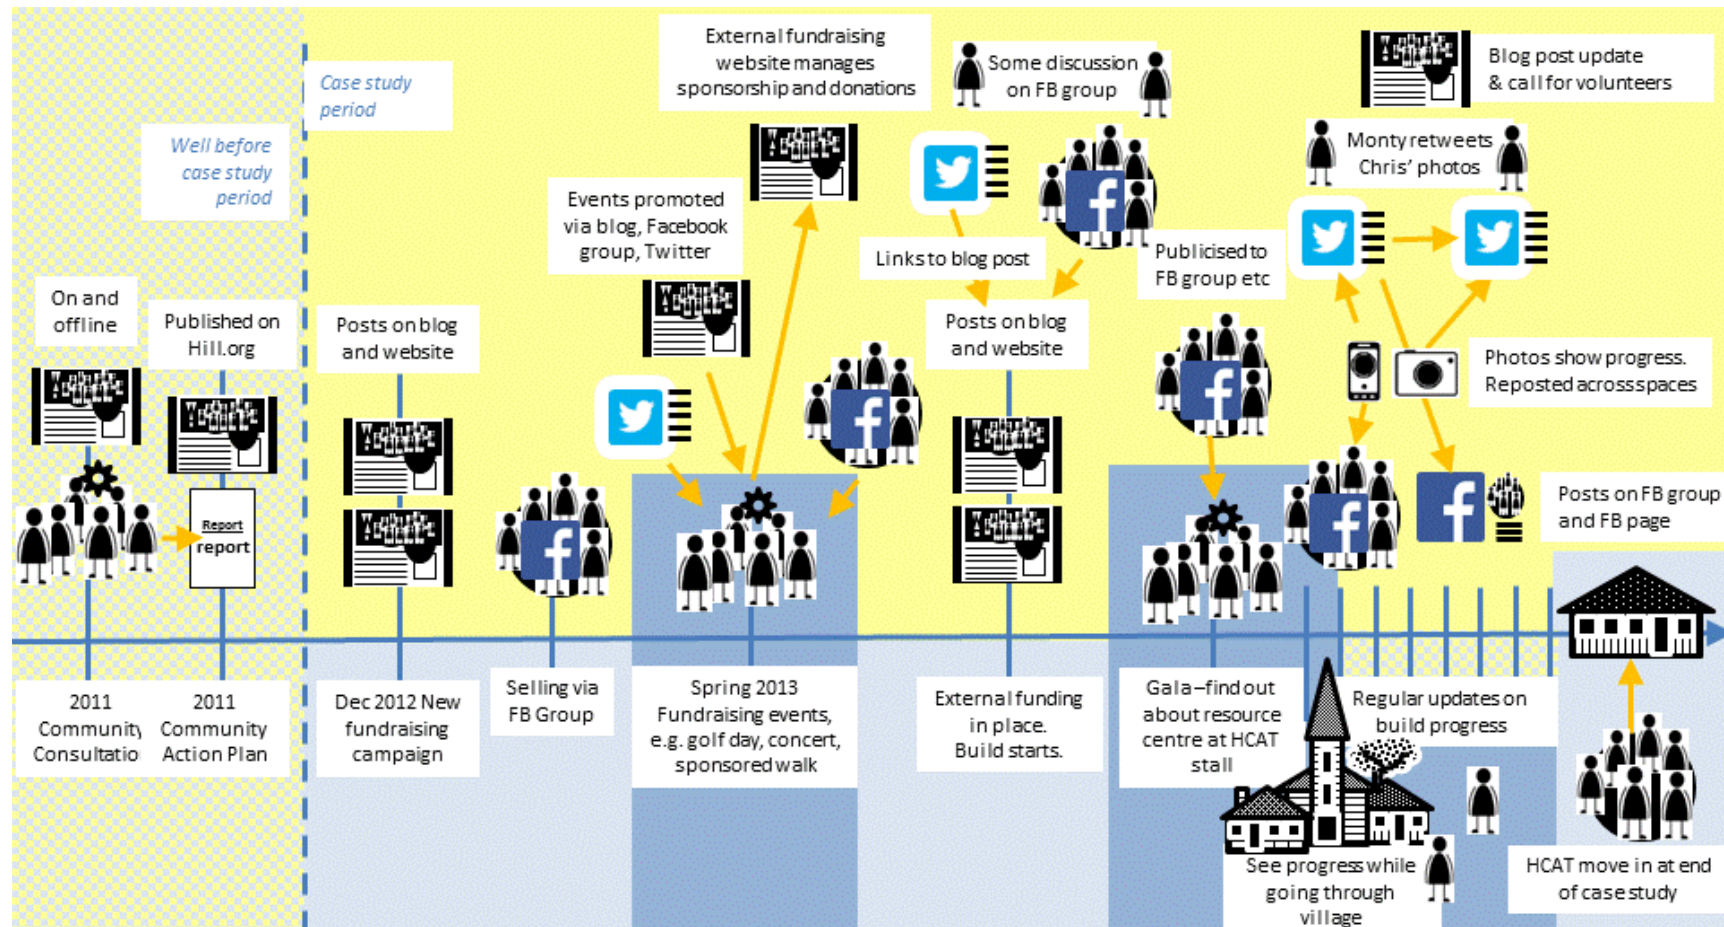 Case study
period
Well before
case study
period
On and
offline
Published on
Hill.org
Report
report
2011
Community
Consultatio
2011
Community
Action Plan
Posts on blog
and website
Dec 2012 New
fundraising
campaign
Selling via
FB Group
Events promoted
via blog, Facebook
group, Twitter
External fundraising
website manages
sponsorship and donations
Spring 2013
Fundraising events,
e.g. golf day, concert,
sponsored walk
Some discussion
on FB group
Links to blog post
Posts on blog
and website
External funding
in place.
Build starts.
Publicised to
FB group etc
Gala – find out
about resource
centre at HCAT
stall
Blog post update
& call for volunteers
Monty retweets
Chris' photos
Photos show progress.
Reposted across spaces
Posts on FB group
and FB page
Regular updates on
build progress
See progress while
going through
village
HCAT move in at end
of case study